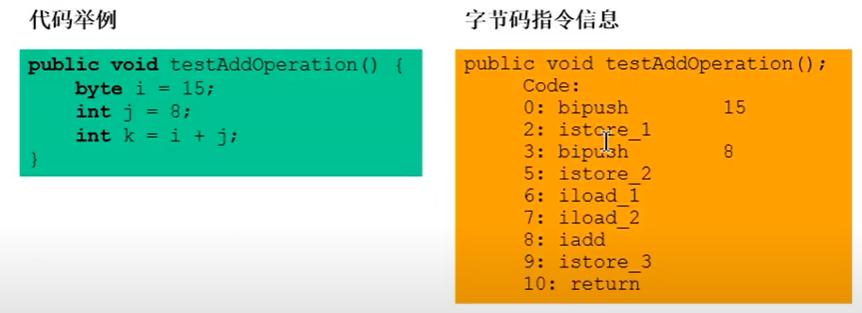 代码举例
public void testAddOperation() {
    byte i = 15;
    int j = 8;
    int k = i + j;
}
字节码指令信息
public void testAddOperation();
    Code:
    0: bipush        15
    2: istore_1
    3: bipush        8
    5: istore_2
    6: iload_1
    7: iload_2
    8: iadd
    9: istore_3
    10: return